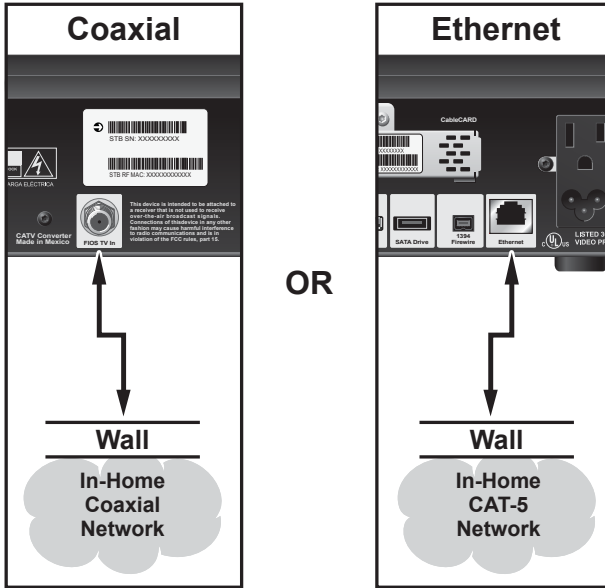 Coaxial
STB SN: XXXXXXXXX
STB RF MAC: XXXXXXXXXXXXX
ARGA ELÉCTRICA
FIOS TV In
CATV Converter
Made in Mexico
This device is intended to be attached to
a receiver that is not used to receive
over-the-air broadcast signals.
Connections of thisdevice in any other
fashion may cause harmful interference
to radio communications and is in
violation of the FCC rules, part 15.
Wall
In-Home
Coaxial
Network
OR
Ethernet
CableCARD
SATA Drive
1394
Firewire
Ethernet
C UL US
LISTED 3
VIDEO PR
Wall
In-Home
CAT-5
Network